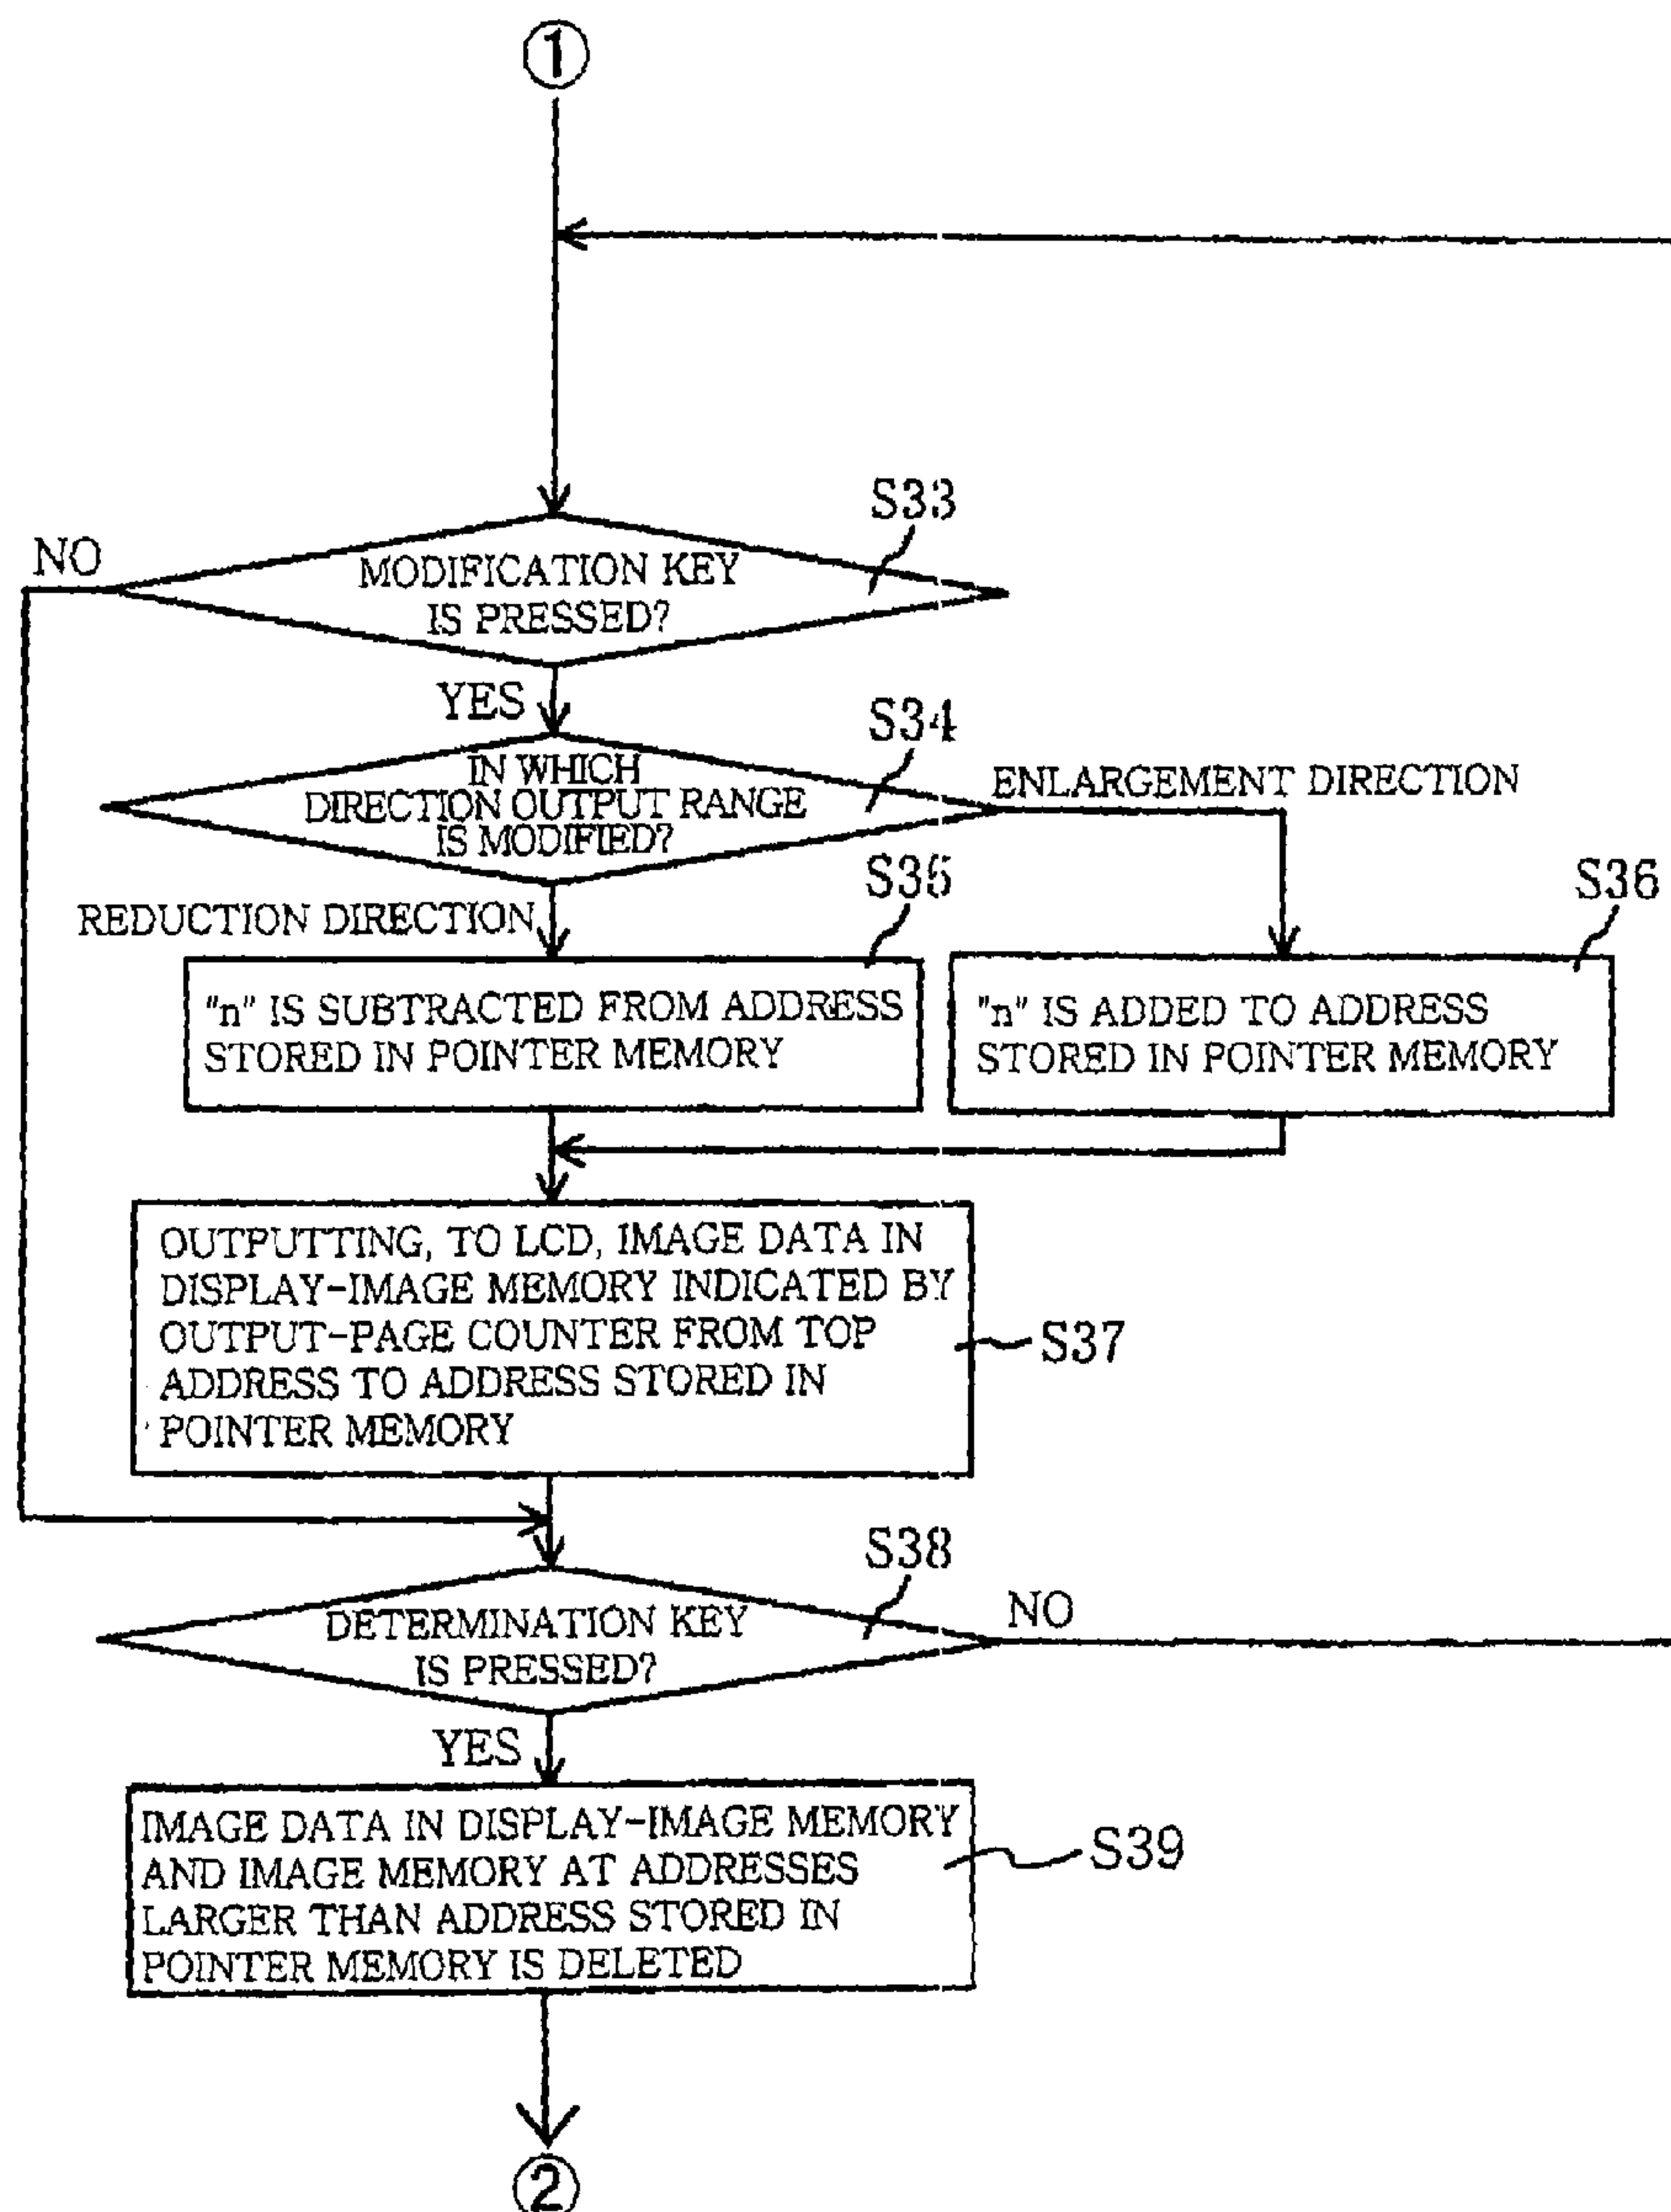 ①
S33
NO
MODIFICATION KEY
IS PRESSED?
YES
S34
IN WHICH
DIRECTION OUTPUT RANGE
IS MODIFIED?
ENLARGEMENT DIRECTION
REDUCTION DIRECTION
S35
S36
"n" IS SUBTRACTED FROM ADDRESS
STORED IN POINTER MEMORY
"n" IS ADDED TO ADDRESS
STORED IN POINTER MEMORY
OUTPUTTING, TO LCD, IMAGE DATA IN
DISPLAY-IMAGE MEMORY INDICATED BY
OUTPUT-PAGE COUNTER FROM TOP
ADDRESS TO ADDRESS STORED IN
POINTER MEMORY
S37
S38
DETERMINATION KEY
IS PRESSED?
NO
YES
IMAGE DATA IN DISPLAY-IMAGE MEMORY
AND IMAGE MEMORY AT ADDRESSES
LARGER THAN ADDRESS STORED IN
POINTER MEMORY IS DELETED
S39
②